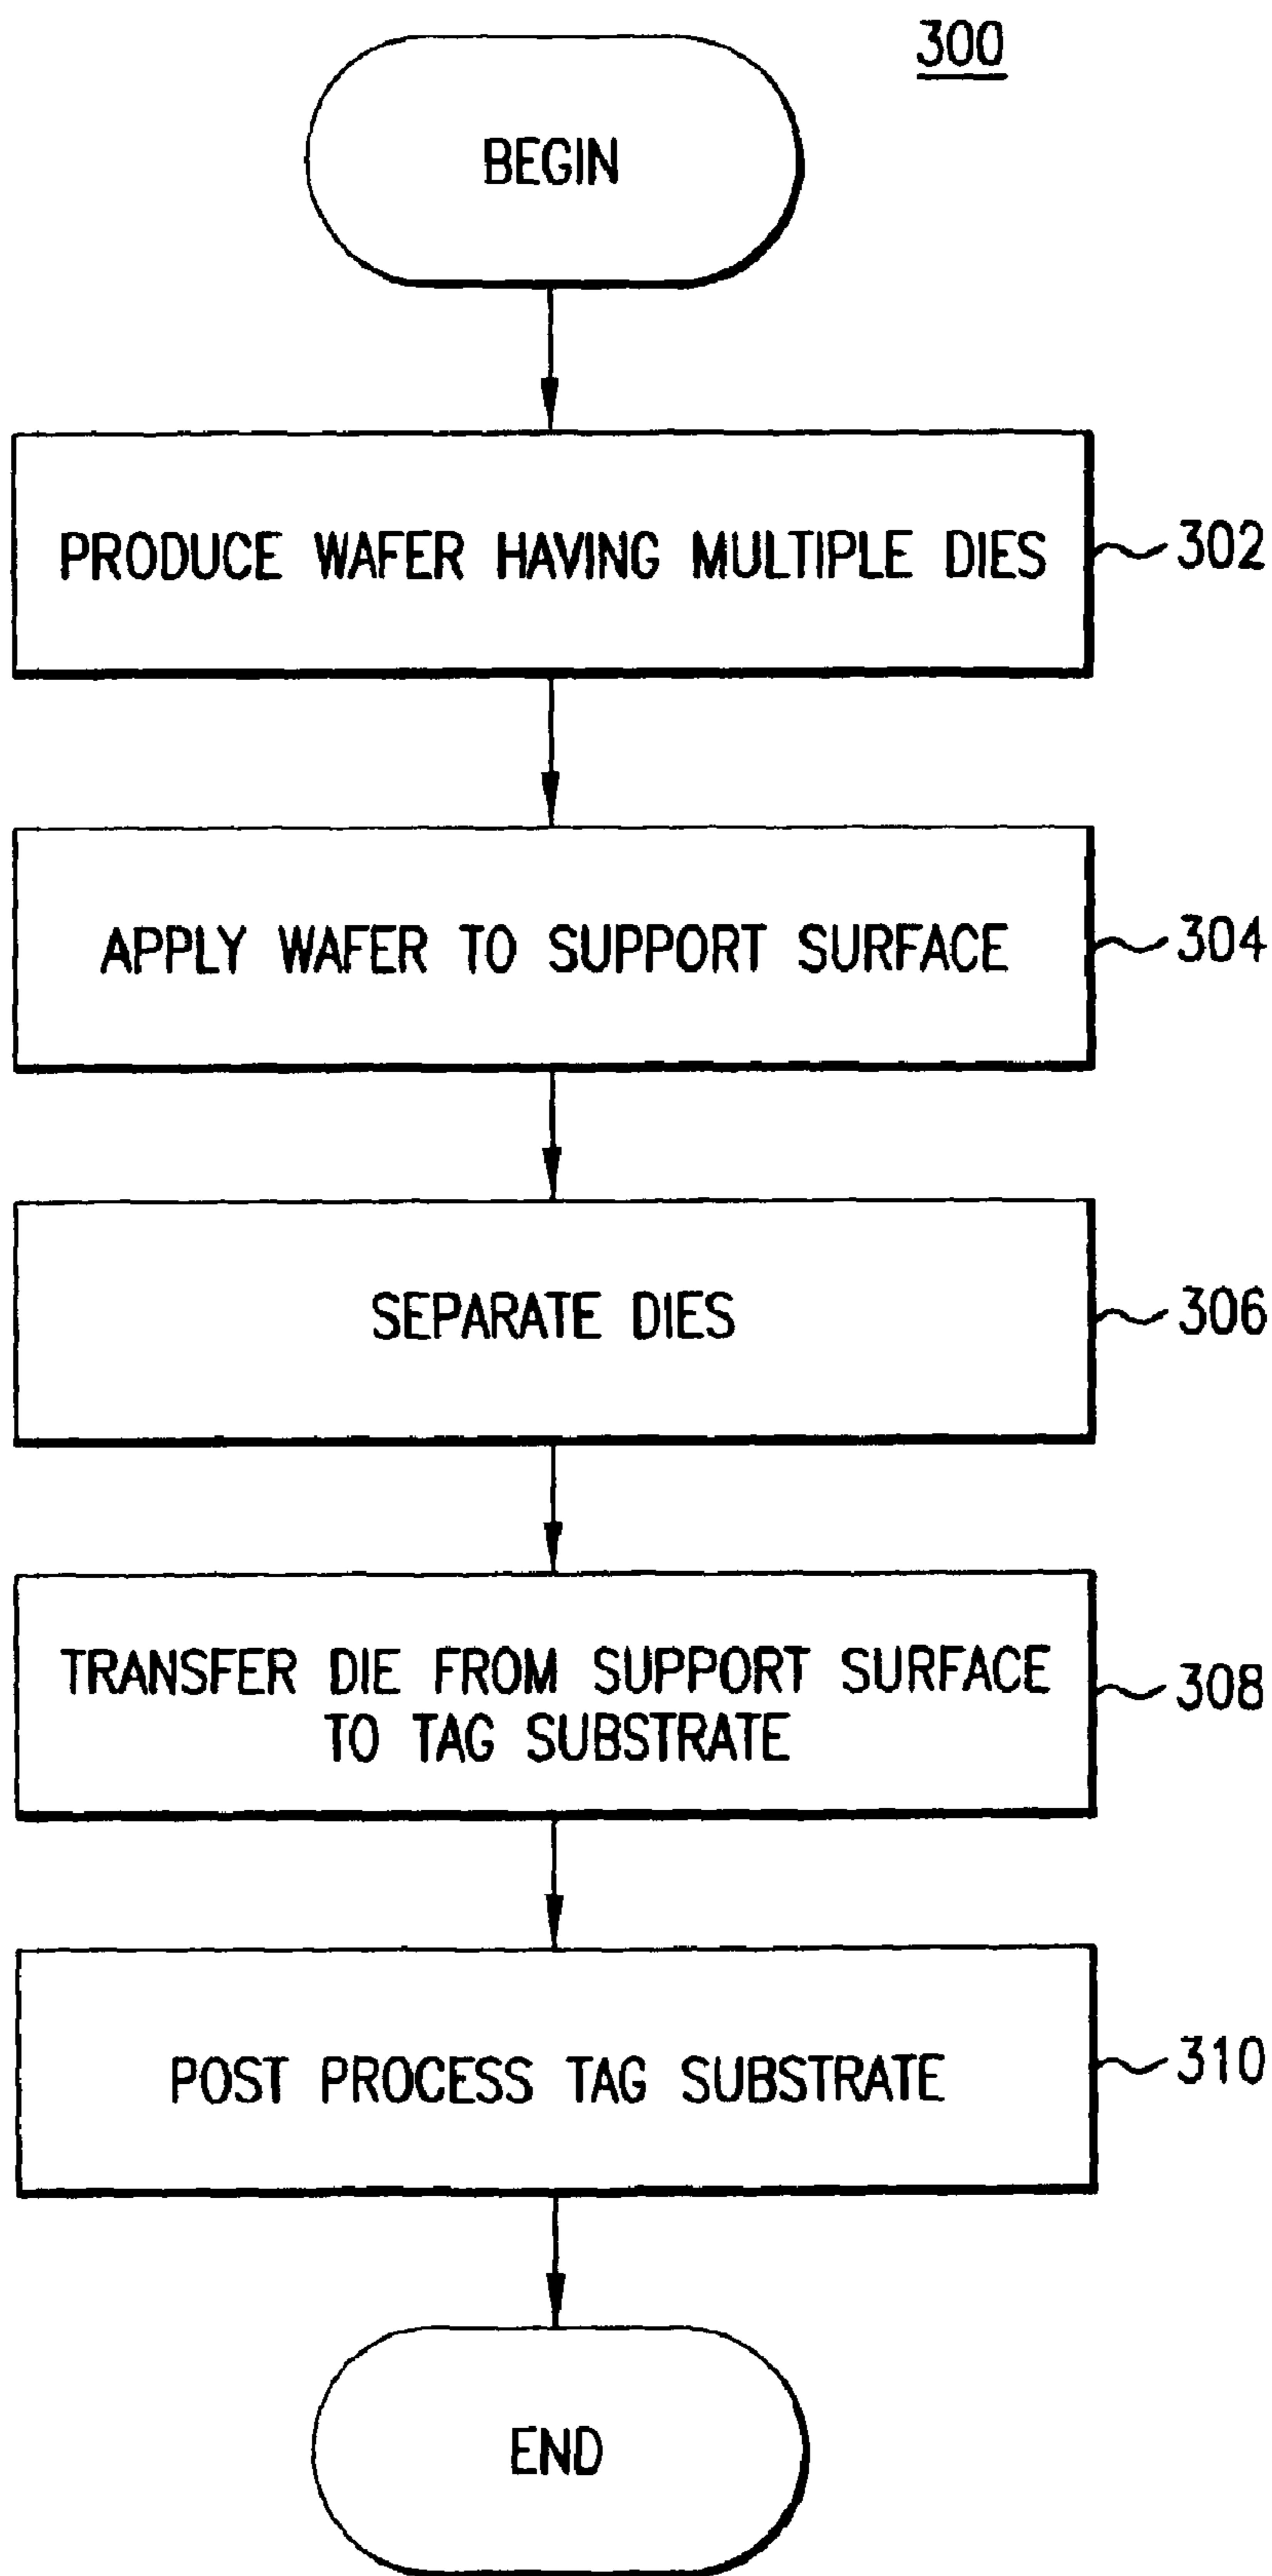 300
BEGIN
PRODUCE WAFER HAVING MULTIPLE DIES
302
APPLY WAFER TO SUPPORT SURFACE
304
SEPARATE DIES
306
TRANSFER DIE FROM SUPPORT SURFACE
TO TAG SUBSTRATE
308
POST PROCESS TAG SUBSTRATE
310
END